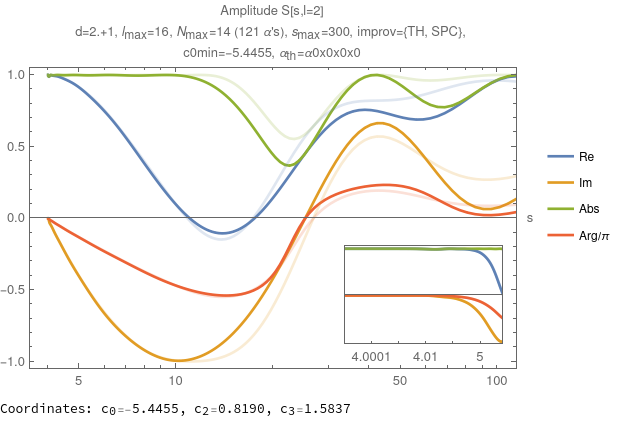 Amplitude S[s,l=2]
d=2.+1, lmax=16, Nmax=14 (121 α's), smax=300, improv={TH, SPC},
c0min=−5.4455, αth=α0x0x0x0
1.0
0.5
0.0
−0.5
−1.0
5
10
50
100
s
4.0001
4.01
5
Re
Im
Abs
Arg/π
Coordinates: c0=-5.4455, c2=0.8190, c3=1.5837